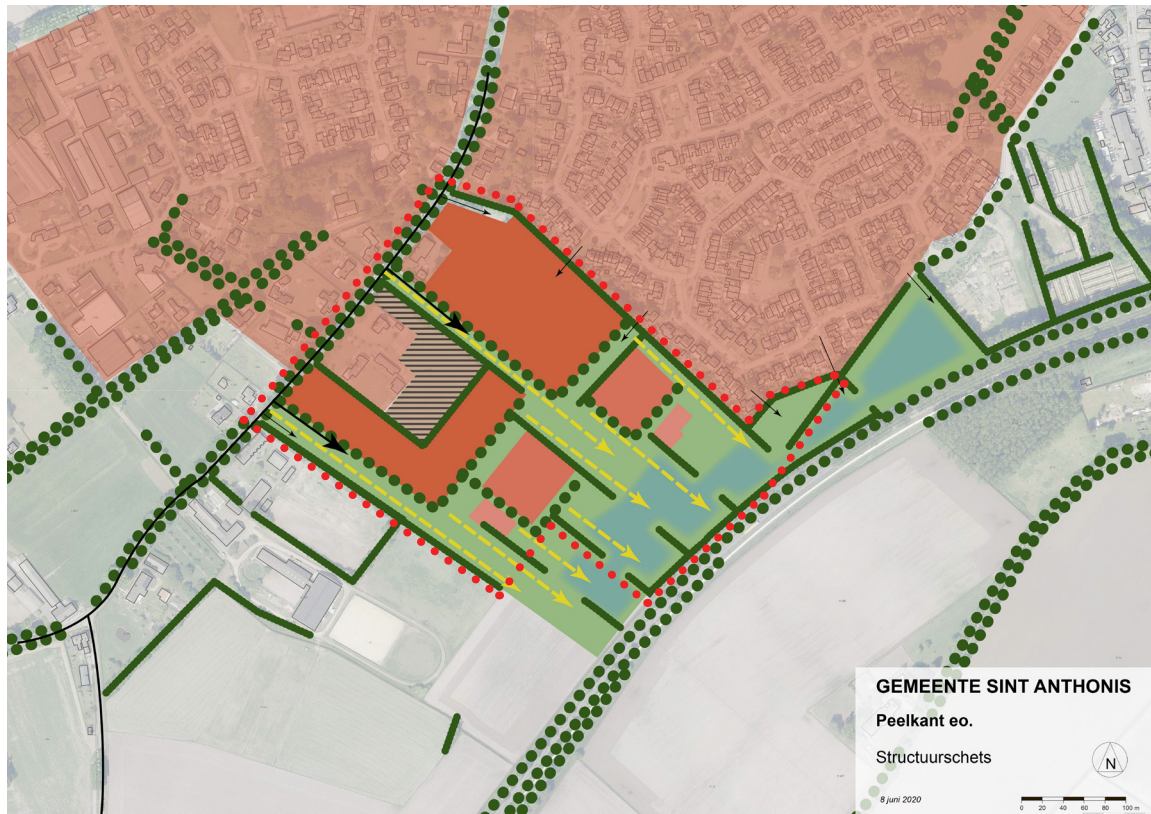 GEMEENTE SINT ANTHONIS
Peelkant eo.
Structuurschets
N
8 juni 2020
0 20 40 60 80 100 m